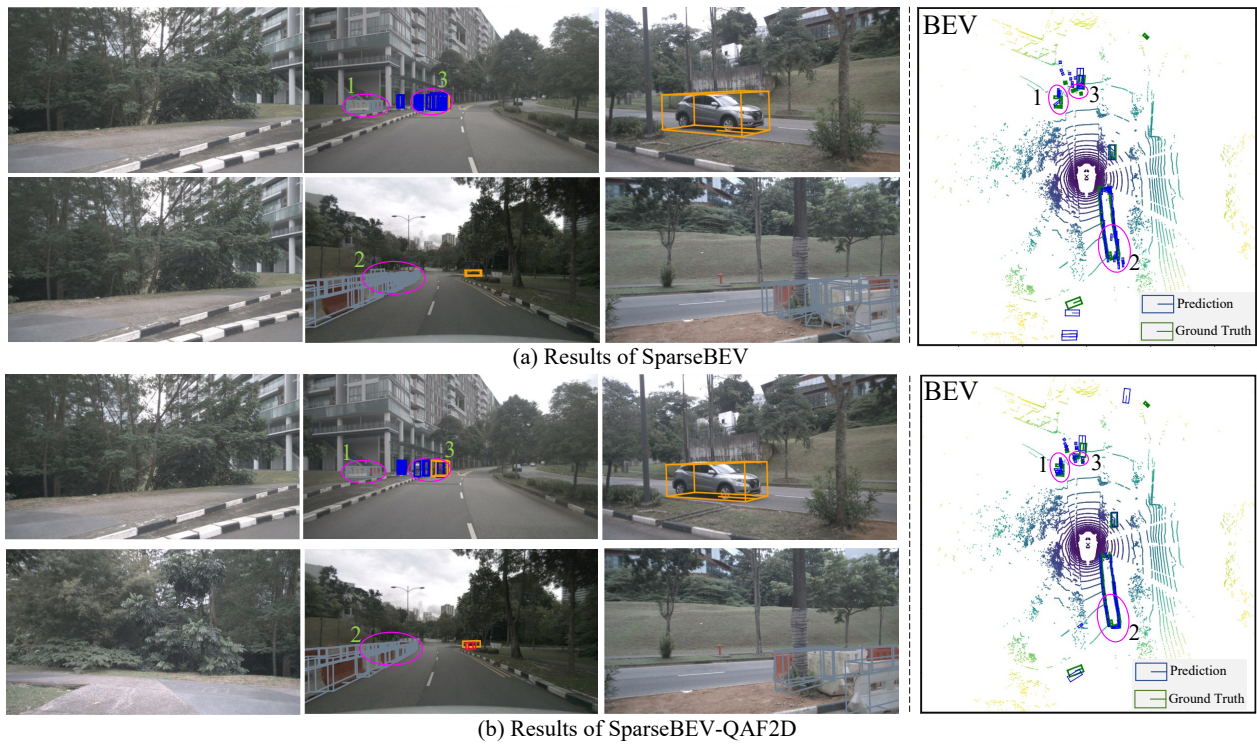 BEV
1
3
1
3
2
2
Prediction
Ground Truth
(a) Results of SparseBEV
BEV
1
3
1
3
2
2
Prediction
Ground Truth
(b) Results of SparseBEV-QAF2D